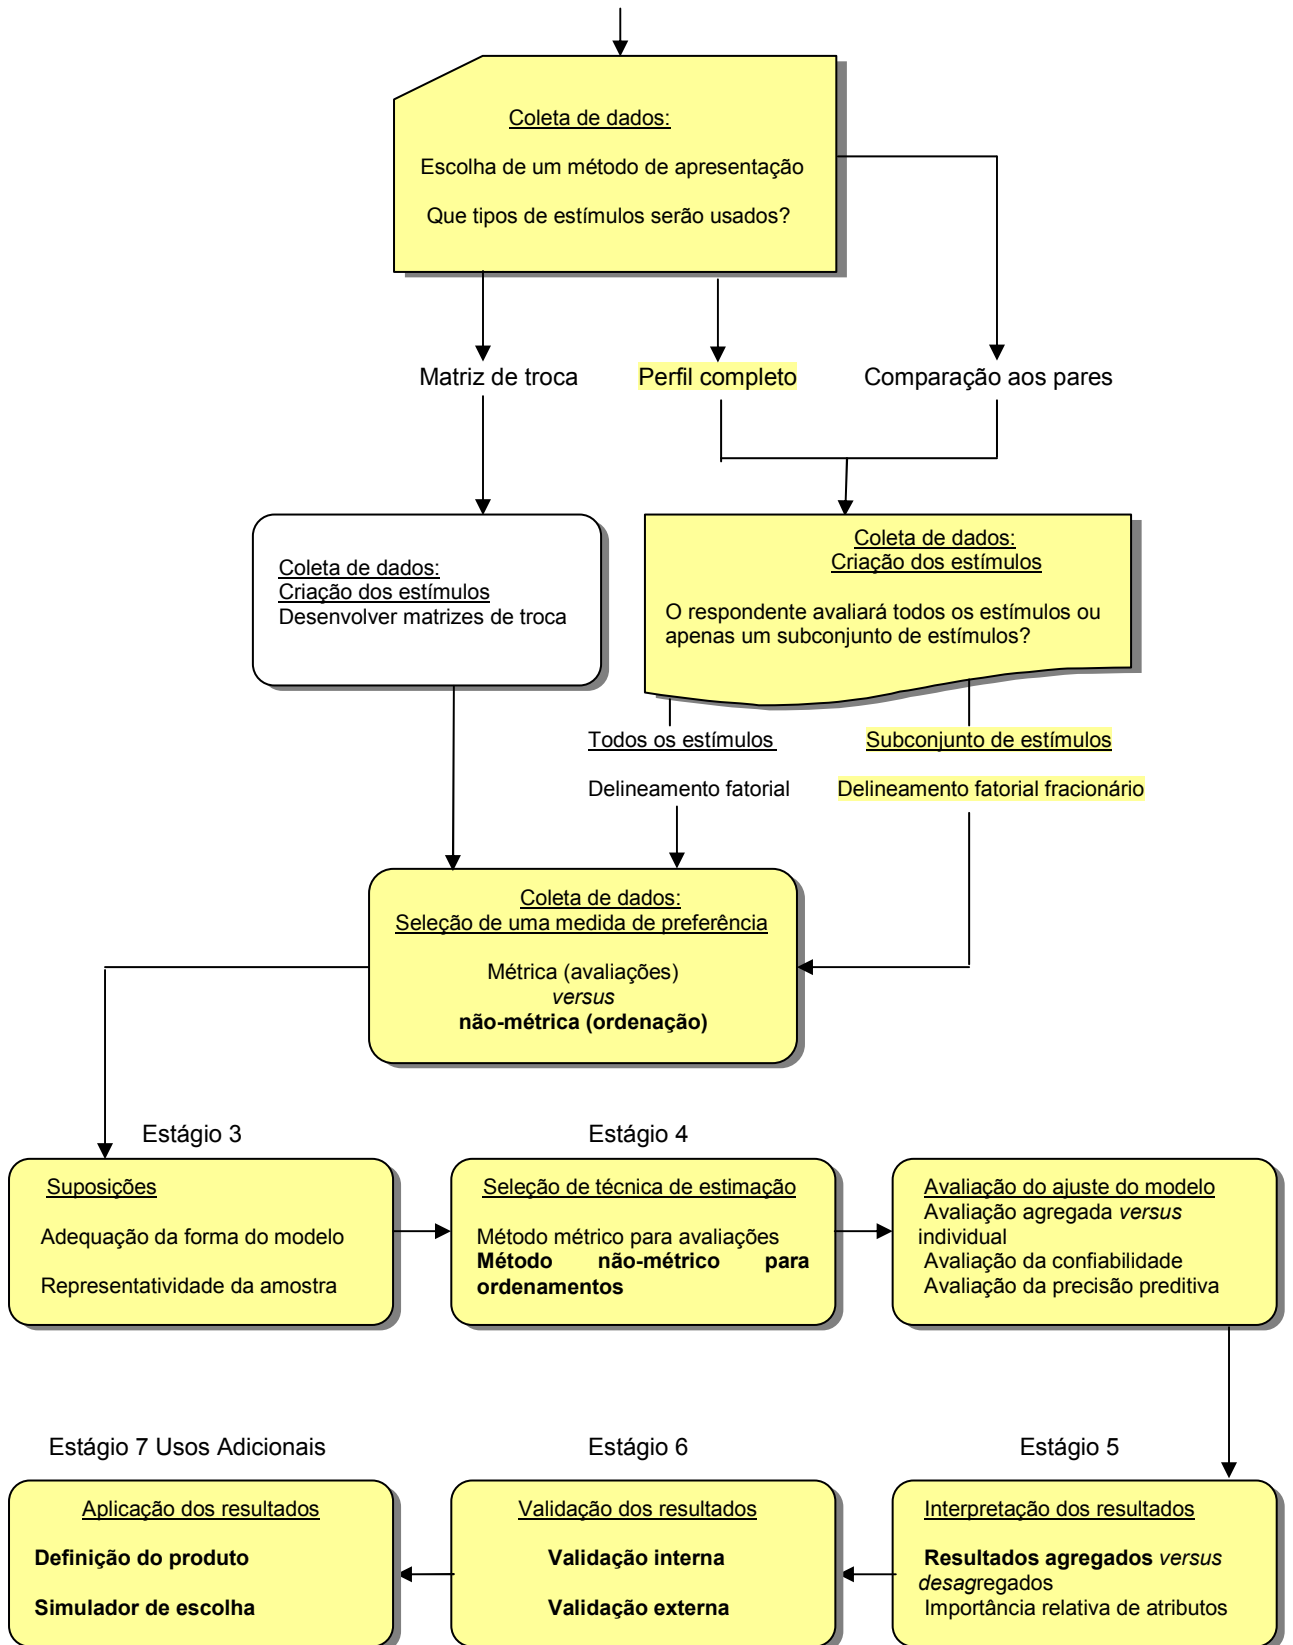 Coleta de dados:
Escolha de um método de apresentação
Que tipos de estímulos serão usados?
Matriz de troca
Perfil completo
Comparação aos pares
Coleta de dados:
Criação dos estímulos
Desenvolver matrizes de troca
Coleta de dados:
Criação dos estímulos
O respondente avaliará todos os estímulos ou
apenas um subconjunto de estímulos?
Todos os estímulos
Delineamento fatorial
Subconjunto de estímulos
Delineamento fatorial fracionário
Coleta de dados:
Seleção de uma medida de preferência
Métrica (avaliações)
versus
não-métrica (ordenação)
Estágio 3
Suposições
Adequação da forma do modelo
Representatividade da amostra
Estágio 4
Seleção de técnica de estimação
Método métrico para avaliações
Método não-métrico para
ordenamentos
Avaliação do ajuste do modelo
Avaliação agregada versus
individual
Avaliação da confiabilidade
Avaliação da precisão preditiva
Estágio 7 Usos Adicionais
Aplicação dos resultados
Definição do produto
Simulador de escolha
Estágio 6
Validação dos resultados
Validação interna
Validação externa
Estágio 5
Interpretação dos resultados
Resultados agregados versus
desagregados
Importância relativa de atributos